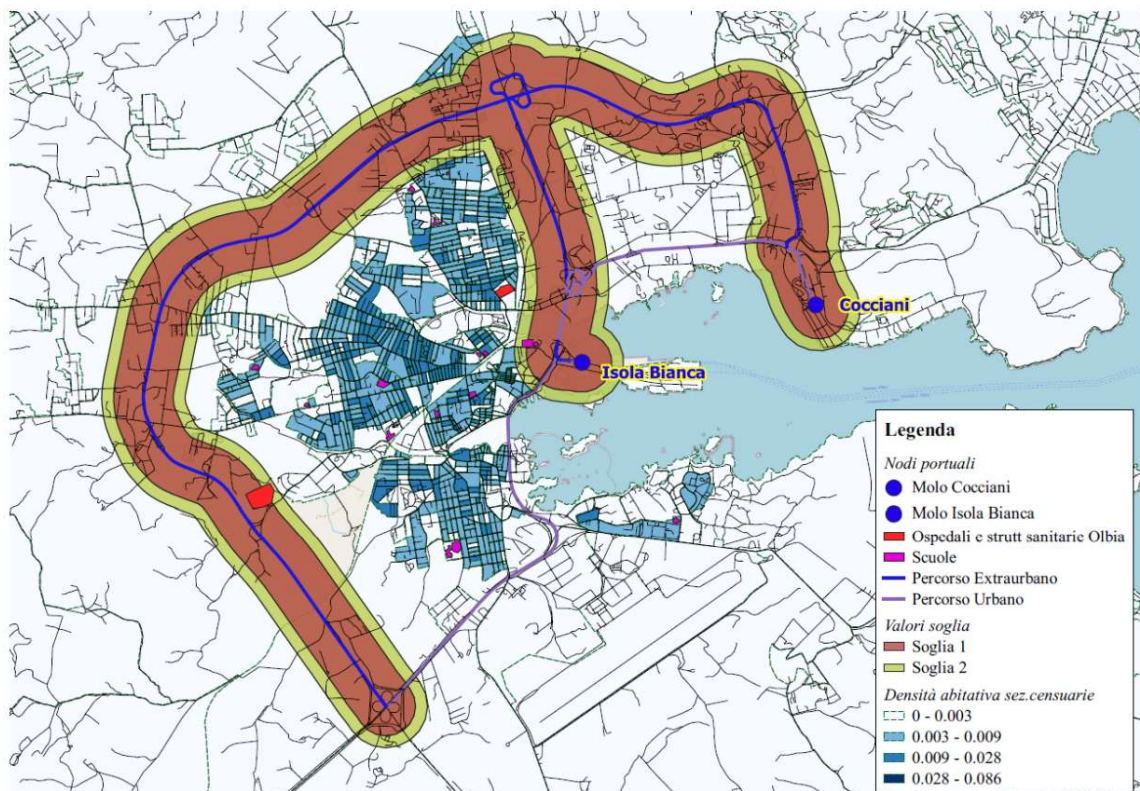 Cocciani
Isola Bianca
Legenda
Nodi portuali
Molo Cocciani
Molo Isola Bianca
Ospedali e strutt sanitarie Olbia
Scuole
Percorso Extraurbano
Percorso Urbano
Valori soglia
Soglia 1
Soglia 2
Densità abitativa sez.censuarie
0 - 0.003
0.003 - 0.009
0.009 - 0.028
0.028 - 0.086